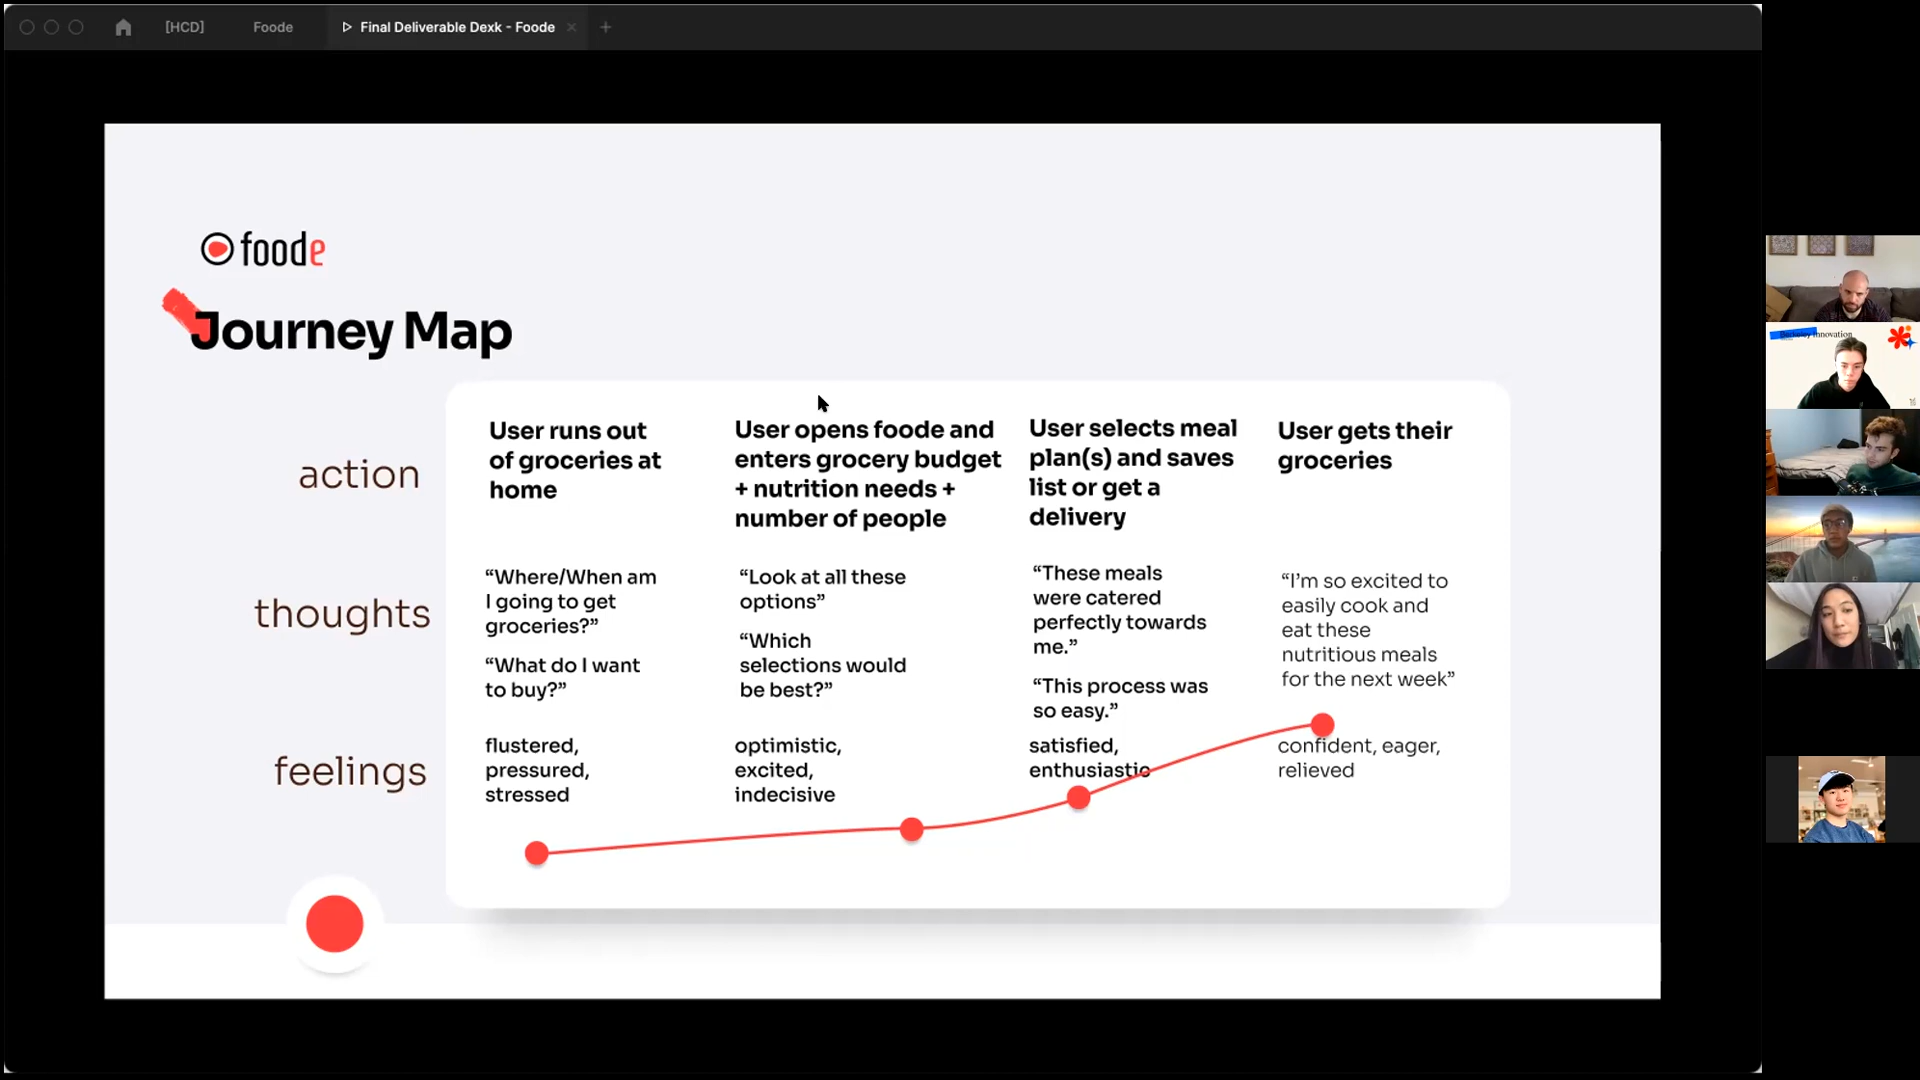 [HCD]
Foode
Final Deliverable Dexk - Foode
foode
Journey Map
action
User runs out
of groceries at
home
User opens foode and
enters grocery budget
+ nutrition needs +
number of people
User selects meal
plan(s) and saves
list or get a
delivery
User gets their
groceries
thoughts
“Where/When am
I going to get
groceries?”
“What do I want
to buy?”
“Look at all these
options”
“Which
selections would
be best?”
“These meals
were catered
perfectly towards
me.”
“This process was
so easy.”
“I’m so excited to
easily cook and
eat these
nutritious meals
for the next week”
feelings
flustered,
pressured,
stressed
optimistic,
excited,
indecisive
satisfied,
enthusiastic
confident, eager,
relieved
Berkeley Innovation